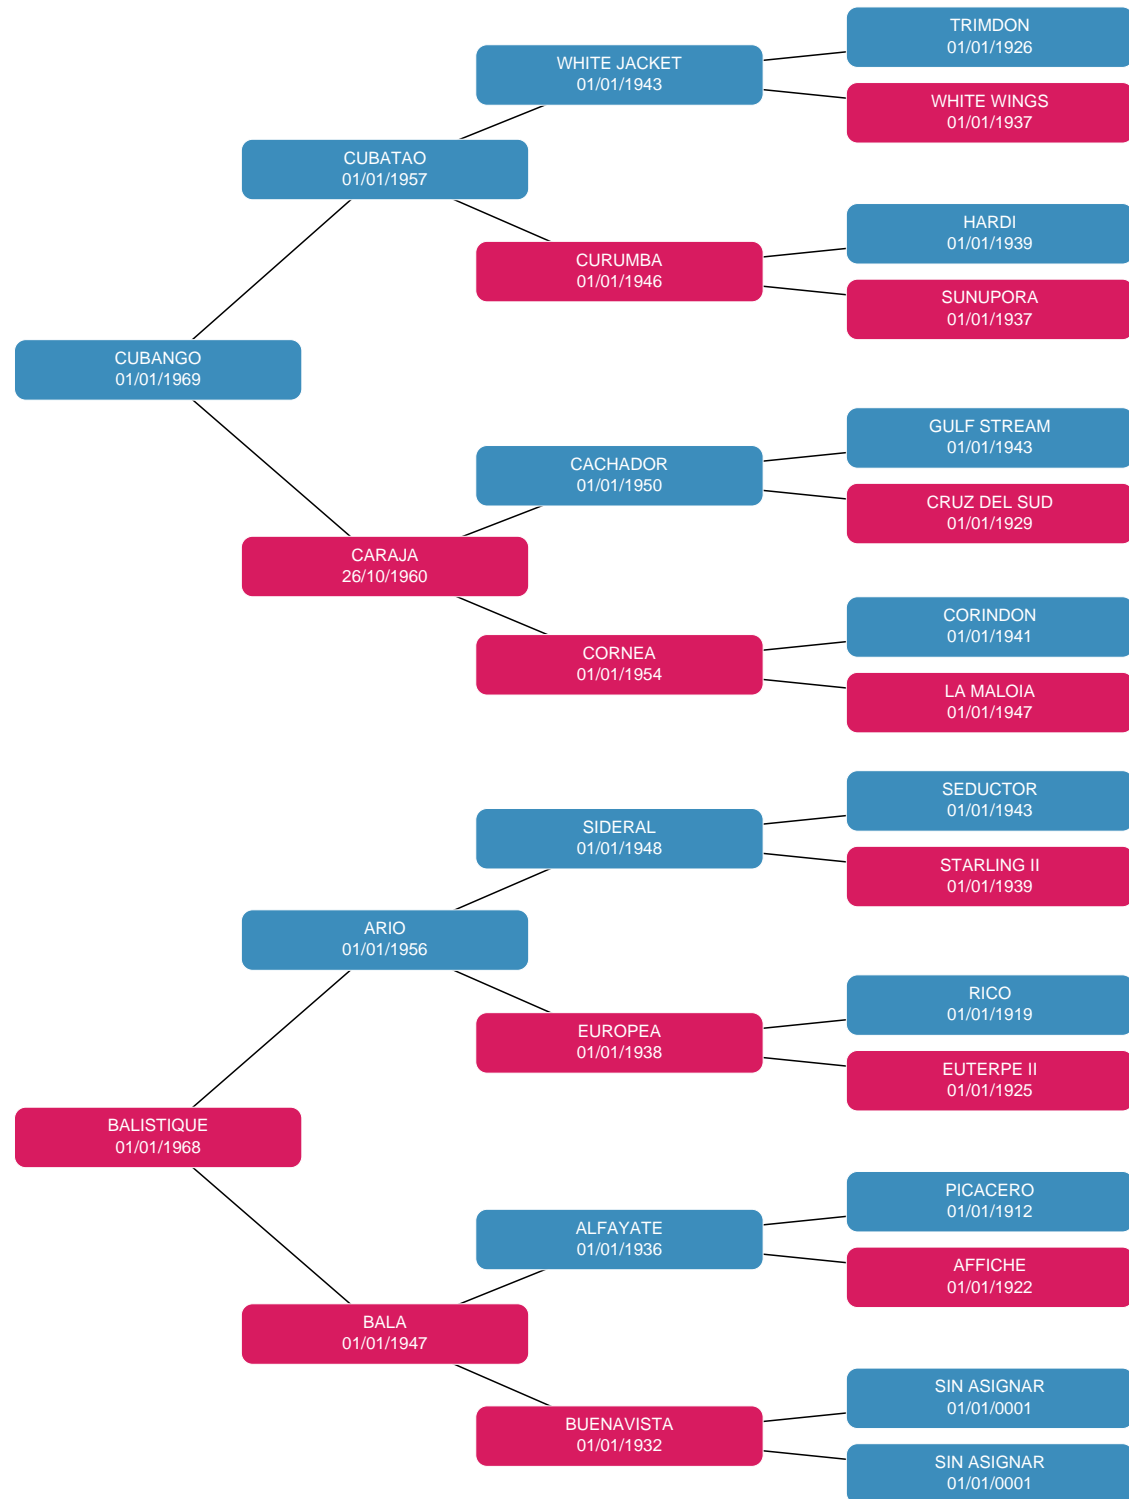 TRIMDON
01/01/1926
WHITE JACKET
01/01/1943
WHITE WINGS
01/01/1937
CUBATAO
01/01/1957
HARDI
01/01/1939
CURUMBA
01/01/1946
SUNUPORA
01/01/1937
CUBANGO
01/01/1969
GULF STREAM
01/01/1943
CACHADOR
01/01/1950
CRUZ DEL SUD
01/01/1929
CARAJA
26/10/1960
CORINDON
01/01/1941
CORNEA
01/01/1954
LA MALOIA
01/01/1947
SEDUCTOR
01/01/1943
SIDERAL
01/01/1948
STARLING II
01/01/1939
ARIO
01/01/1956
RICO
01/01/1919
EUROPEA
01/01/1938
EUTERPE II
01/01/1925
BALISTIQUE
01/01/1968
PICACERO
01/01/1912
ALFAYATE
01/01/1936
AFFICHE
01/01/1922
BALA
01/01/1947
SIN ASIGNAR
01/01/0001
BUENAVISTA
01/01/1932
SIN ASIGNAR
01/01/0001